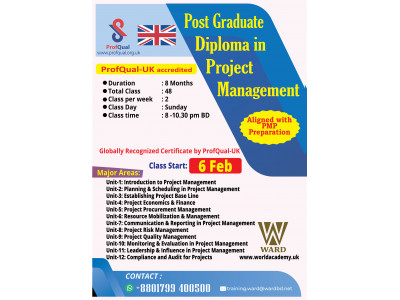 Post Graduate
Diploma in
Project
Management
ProfQual
www.profqual.org.uk
ProfQual-UK accredited
Duration : 8 Months
Total Class : 48
Class per week : 2
Class Day : Sunday
Class time : 8 -10.30 pm BD
Aligned with
PMP
Preparation
Globally Recognized Certificate by ProfQual-UK
Class Start: 6 Feb
Major Areas:
Unit-1: Introduction to Project Management
Unit-2: Planning & Scheduling in Project Management
Unit-3: Establishing Project Base Line
Unit-4: Project Economics & Finance
Unit-5: Project Procurement Management
Unit-6: Resource Mobilization & Management
Unit-7: Communication & Reporting in Project Management
Unit-8: Project Risk Management
Unit-9: Project Quality Management
Unit-10: Monitoring & Evaluation in Project Management
Unit-11: Leadership & Influence in Project Management
Unit-12: Compliance and Audit for Projects
WARD
www.worldacademy.uk
CONTACT :
+8801799 400500
training.ward@wardbd.net